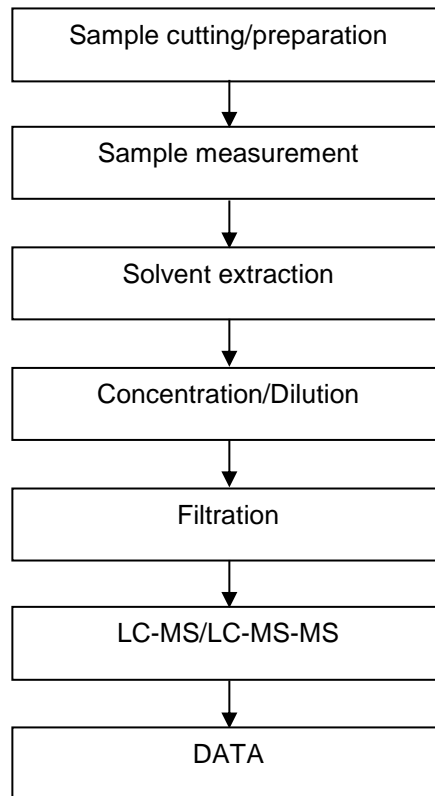 Sample cutting/preparation
Sample measurement
Solvent extraction
Concentration/Dilution
Filtration
LC-MS/LC-MS-MS
DATA